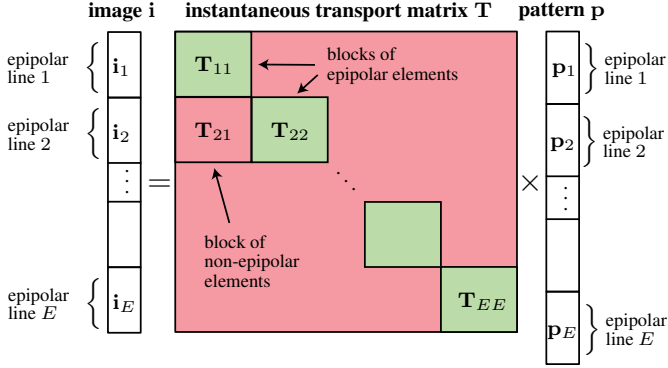 image i instantaneous transport matrix T pattern p
epipolar
line 1
i1
T11
blocks of
epipolar elements
p1
epipolar
line 1
epipolar
line 2
i2
T21
T22
p2
epipolar
line 2
⋮
=
⋱
×
⋮
block of
non-epipolar
elements
epipolar
line E
iE
TEE
pE
epipolar
line E